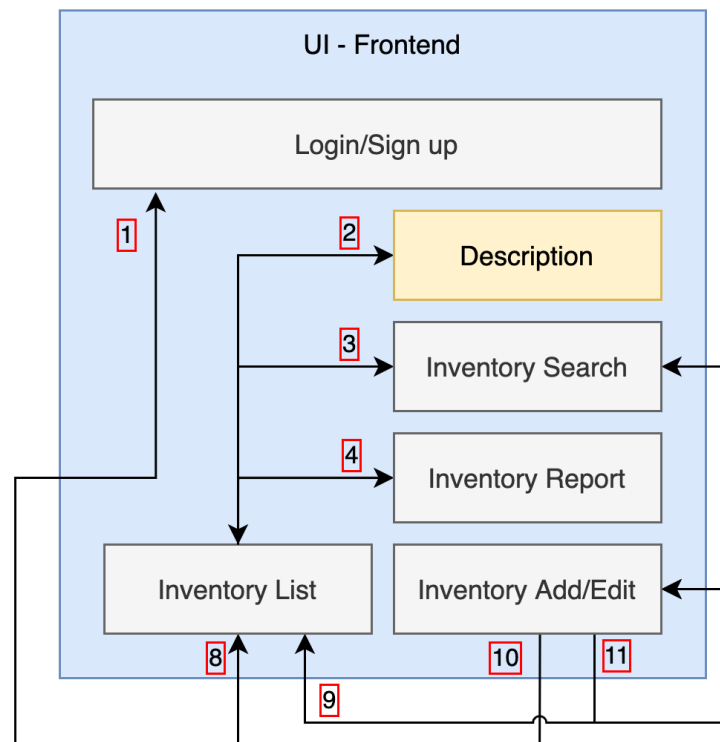 UI - Frontend
Login/Sign up
1
2
Description
3
Inventory Search
4
Inventory Report
Inventory List
Inventory Add/Edit
8
10
11
9